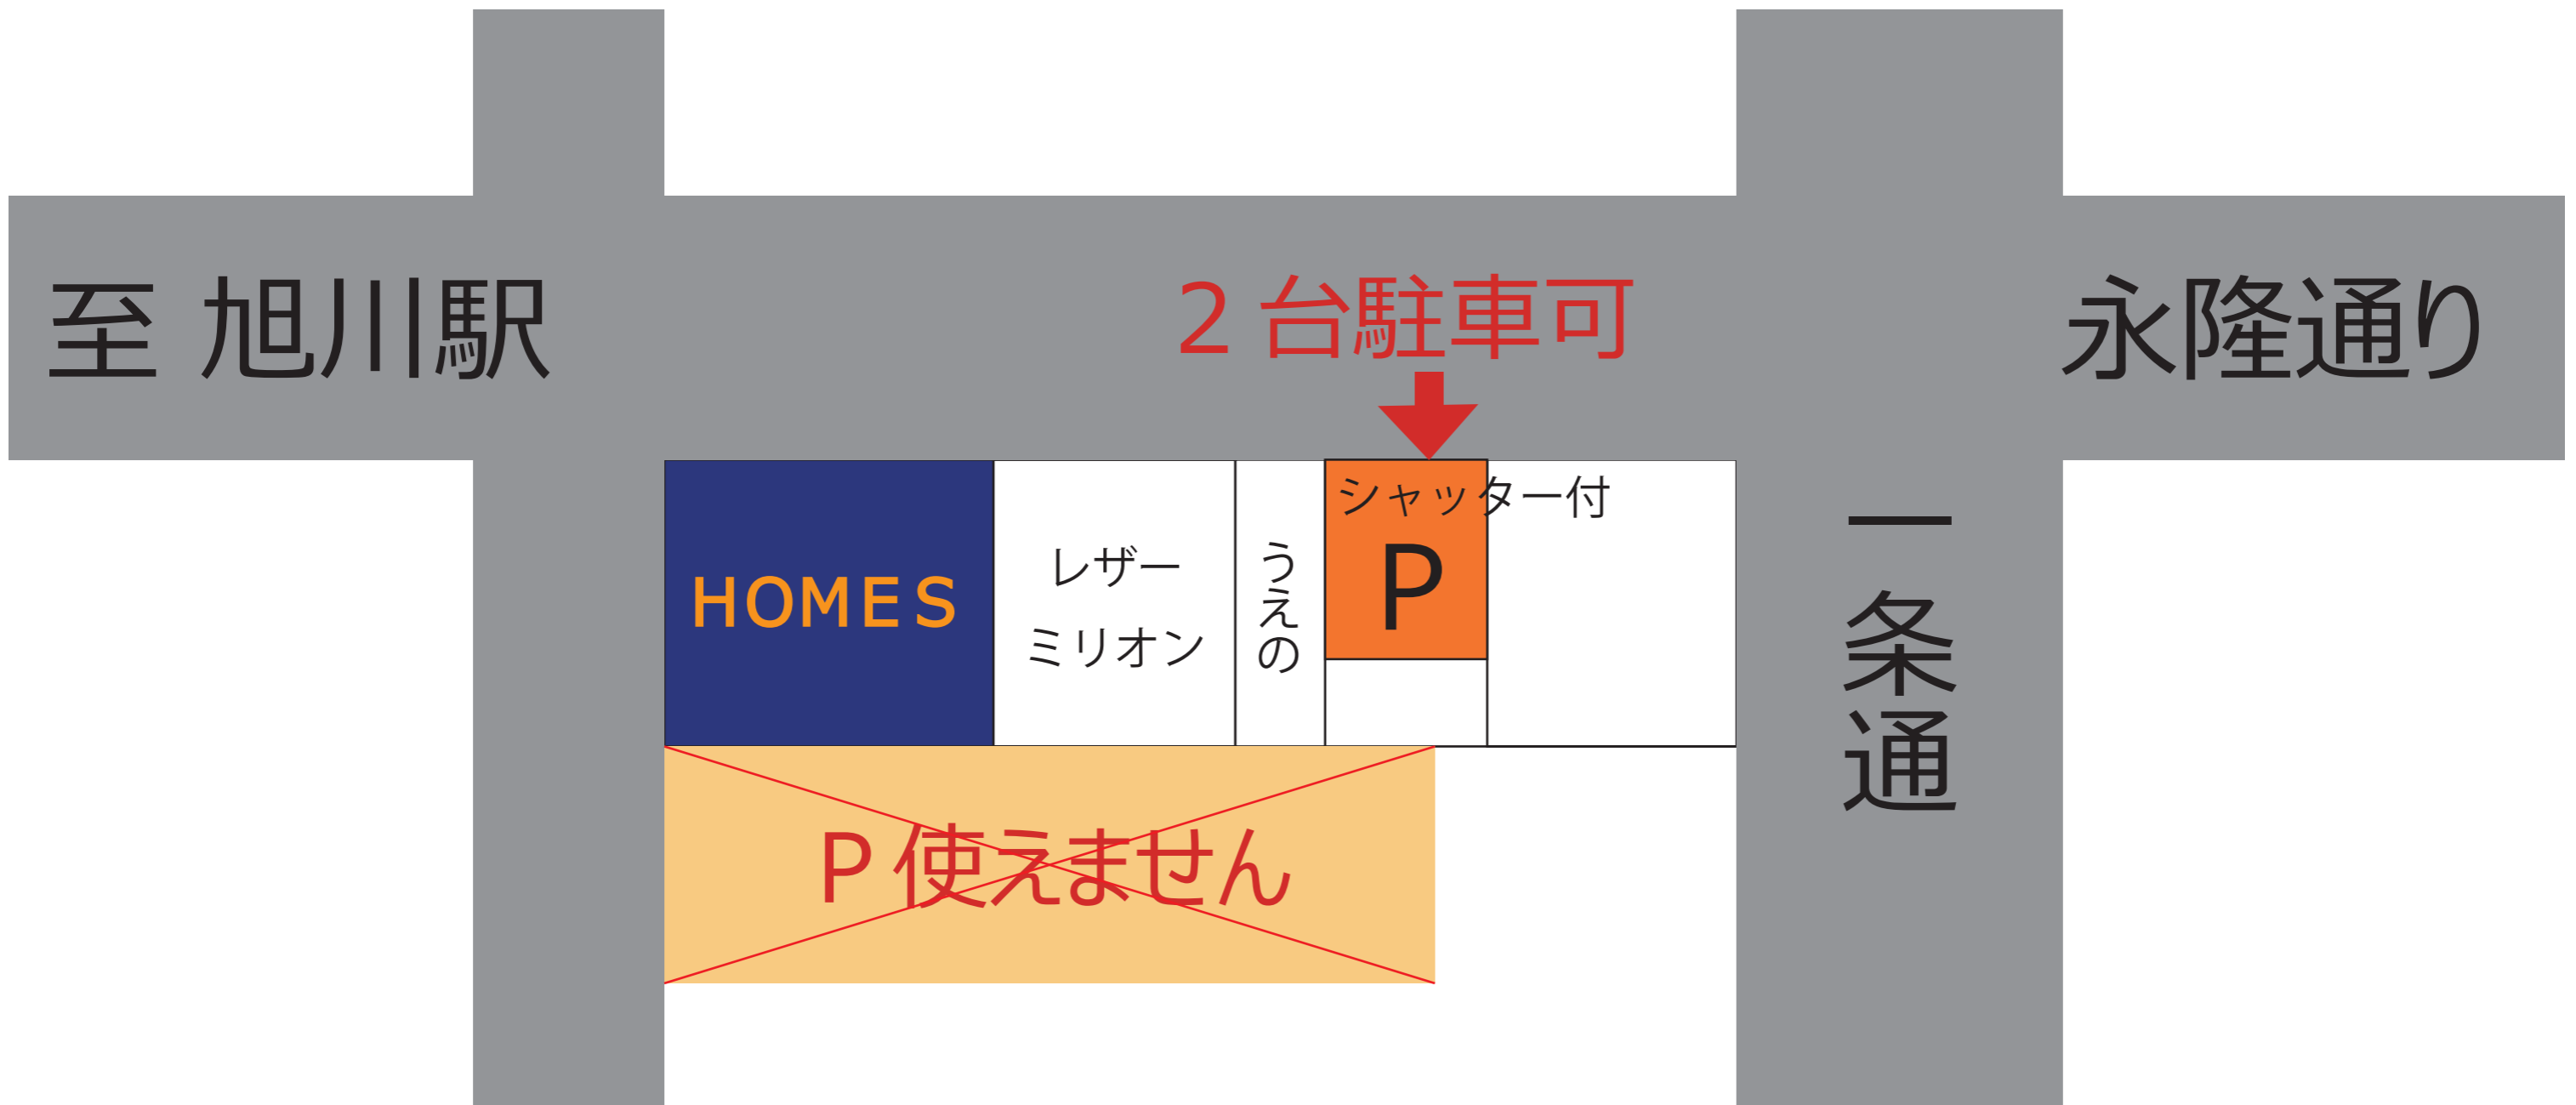 至 旭川駅
２台駐車可
永隆通り
シャッター付
P
HOMES
レザー
ミリオン
うえの
一条通
P 使えません